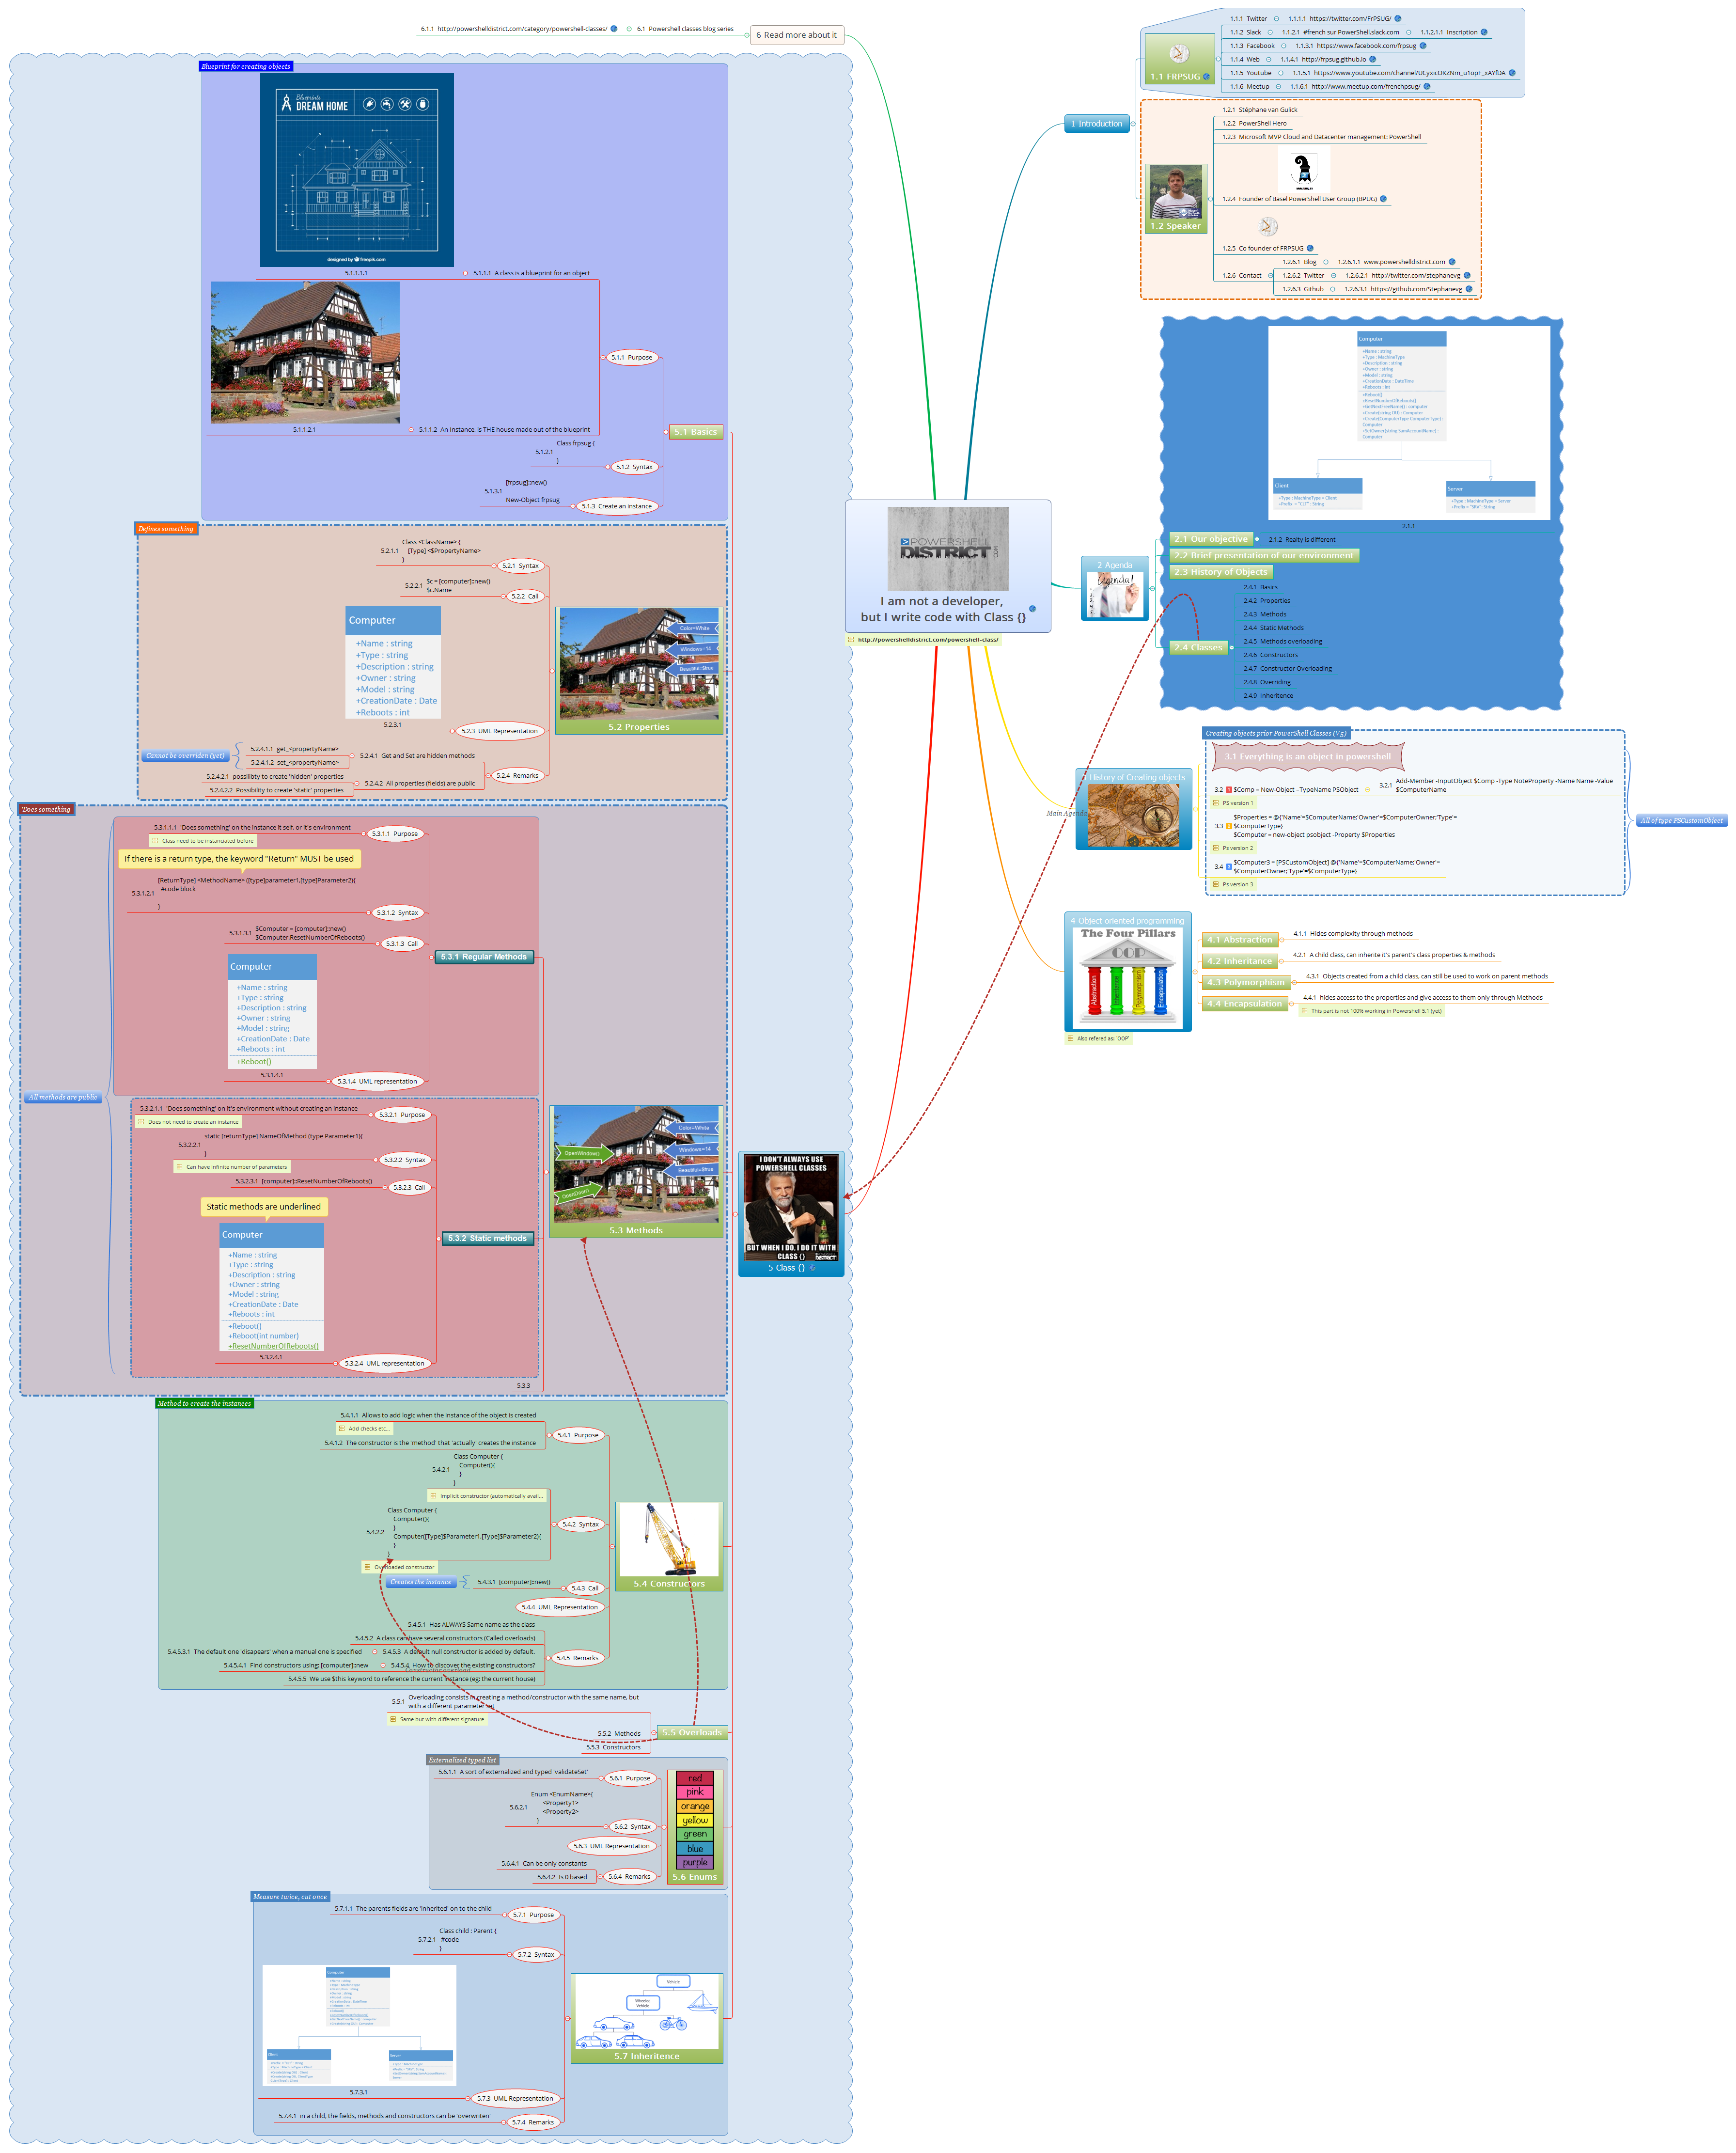 I am not a developer,
but I write code with Class {}
POWERSHELL
DISTRICT
.COM
http://powershelldistrict.com/powershell-class/
1 Introduction
1.1 FRPSUG
1.1.1 Twitter
1.1.1.1 https://twitter.com/FrPSUG/
1.1.2 Slack
1.1.2.1 #french sur PowerShell.slack.com
1.1.2.1.1 Inscription
1.1.3 Facebook
1.1.3.1 https://www.facebook.com/frpsug
1.1.4 Web
1.1.4.1 http://frpsug.github.io
1.1.5 Youtube
1.1.5.1
1.1.6 Meetup
1.1.6.1 http://www.meetup.com/frenchpsug/
1.2 Speaker
1.2.1 Stéphane van Gulick
1.2.2 PowerShell Hero
1.2.3 Microsoft MVP Cloud and Datacenter management: PowerShell
1.2.4 Founder of Basel PowerShell User Group (BPUG)
1.2.5 Co founder of FRPSUG
1.2.6 Contact
1.2.6.1 Blog
1.2.6.1.1 www.powershelldistrict.com
1.2.6.2 Twitter
1.2.6.2.1 http://twitter.com/stephanevg
1.2.6.3 Github
1.2.6.3.1 https://github.com/Stephanevg
2 Agenda
Agenda!
2.1 Our objective
Computer
+Name : string
+Type : MachineType
+Description : string
+Owner : string
+Model : string
+CreationDate : DateTime
+Reboots : int
+Reboot()
+ResetNumberOfReboots()
+GetNextFreeName() : computer
+Create(string OU) : Computer
+Create(ComputerType ComputerType) :
Computer
+SetOwner(string SamAccountName) :
Computer
Client
+Type : MachineType = Client
+Prefix = "CLT" : String
Server
+Type : MachineType = Server
+Prefix = "SRV": String
2.1.1
2.1.2 Realty is different
2.2 Brief presentation of our environment
2.3 History of Objects
2.4 Classes
2.4.1 Basics
2.4.2 Properties
2.4.3 Methods
2.4.4 Static Methods
2.4.5 Methods overloading
2.4.6 Constructors
2.4.7 Constructor Overloading
2.4.8 Overriding
2.4.9 Inheritence
Main Agenda
History of Creating objects
Creating objects prior PowerShell Classes (V5)
3.1 Everything Is an object in powershell
3.2 $Comp = New-Object –TypeName PSObject
3.2.1 Add-Member -InputObject $Comp -Type NoteProperty -Name Name -Value
$ComputerName
PS version 1
3.3 $Properties = @{'Name'=$ComputerName;'Owner'=$ComputerOwner;'Type'=
$ComputerType}
$Computer = new-object psobject -Property $Properties
PS version 2
3.4 $Computer3 = [PSCustomObject] @{'Name'=$ComputerName;'Owner'=
$ComputerOwner;'Type'=$ComputerType}
Ps version 3
All of type PSCustomObject
4 Object oriented programming
The Four Pillars
OOP
Abstraction
Inheritance
Polymorphism
Encapsulation
Also refered as: 'OOP'
4.1 Abstraction
4.1.1 Hides complexity through methods
4.2 Inheritance
4.2.1 A child class, can inherite it's parent's class properties & methods
4.3 Polymorphism
4.3.1 Objects created from a child class, can still be used to work on parent methods
4.4 Encapsulation
4.4.1 hides access to the properties and give access to them only through Methods
This part is not 100% working in Powershell 5.1 (yet)
5 Class {}
I DON'T ALWAYS USE
POWERSHELL CLASSES
BUT WHEN I DO, I DO IT WITH
CLASS {}
DISTRICT
Blueprint for creating objects
5.1 Basics
5.1.1 Purpose
5.1.1.1 A class is a blueprint for an object
Blueprints
DREAM HOME
designed by freepik.com
5.1.1.1.1
5.1.1.2 An Instance, is THE house made out of the blueprint
5.1.1.2.1
5.1.2 Syntax
5.1.2.1 Class frpsug {
}
5.1.3 Create an instance
5.1.3.1 [frpsug]::new()
New-Object frpsug
Defines something
5.2 Properties
Color=White
Windows=14
Beautiful=$true
5.2.1 Syntax
5.2.1.1 Class <ClassName> {
[Type] <$PropertyName>
}
5.2.2 Call
5.2.2.1 $c = [computer]::new()
$c.Name
5.2.3 UML Representation
Computer
+Name : string
+Type : string
+Description : string
+Owner : string
+Model : string
+CreationDate : Date
+Reboots : int
5.2.3.1
5.2.4 Remarks
5.2.4.1 Get and Set are hidden methods
5.2.4.1.1 get_<propertyName>
5.2.4.1.2 set_<propertyName>
Cannot be overriden (yet)
5.2.4.2 All properties (fields) are public
5.2.4.2.1 possilibty to create 'hidden' properties
5.2.4.2.2 Possibility to create 'static' properties
'Does something
5.3 Methods
Color=White
Windows=14
Beautiful=$true
OpenWindow()
OpenDoor()
All methods are public
5.3.1 Regular Methods
5.3.1.1 Purpose
5.3.1.1.1 'Does something' on the instance it self, or it's environment
Class need to be instanciated before
If there is a return type, the keyword "Return" MUST be used
5.3.1.2 Syntax
5.3.1.2.1 [ReturnType] <MethodName> ([type]parameter1,[type]Parameter2){
#code block
}
5.3.1.3 Call
5.3.1.3.1 $Computer = [computer]::new()
$Computer.ResetNumberOfReboots()
5.3.1.4 UML representation
Computer
+Name : string
+Type : string
+Description : string
+Owner : string
+Model : string
+CreationDate : Date
+Reboots : int
+Reboot()
5.3.1.4.1
5.3.2 Static methods
5.3.2.1 Purpose
5.3.2.1.1 'Does something' on it's environment without creating an instance
Does not need to create an instance
5.3.2.2 Syntax
5.3.2.2.1 static [returnType] NameOfMethod (type Parameter1){
}
Can have infinite number of parameters
5.3.2.3 Call
5.3.2.3.1 [computer]::ResetNumberOfReboots()
Static methods are underlined
5.3.2.4 UML representation
Computer
+Name : string
+Type : string
+Description : string
+Owner : string
+Model : string
+CreationDate : Date
+Reboots : int
+Reboot()
+Reboot(int number)
+ResetNumberOfReboots()
5.3.2.4.1
5.3.3
Method to create the instances
5.4 Constructors
5.4.1 Purpose
5.4.1.1 Allows to add logic when the instance of the object is created
Add checks etc...
5.4.1.2 The constructor is the 'method' that 'actually' creates the instance
5.4.2 Syntax
5.4.2.1 Class Computer {
Computer(){
}
}
Implicit constructor (automatically avail...
5.4.2.2 Class Computer {
Computer(){
}
Computer([Type]$Parameter1,[Type]$Parameter2){
}
}
Overloaded constructor
5.4.3 Call
5.4.3.1 [computer]::new()
Creates the instance
5.4.4 UML Representation
5.4.5 Remarks
5.4.5.1 Has ALWAYS Same name as the class
5.4.5.2 A class can have several constructors (Called overloads)
5.4.5.3 A default null constructor is added by default.
5.4.5.3.1 The default one 'disapears' when a manual one is specified
5.4.5.4 How to discover the existing constructors?
5.4.5.4.1 Find constructors using: [computer]::new
5.4.5.5 We use $this keyword to reference the current instance (eg: the current house)
Constructor overload
5.5 Overloads
5.5.1 Overloading consists in creating a method/constructor with the same name, but
with a different parameter set
Same but with different signature
5.5.2 Methods
5.5.3 Constructors
Externalized typed list
5.6 Enums
red
pink
orange
yellow
green
blue
purple
5.6.1 Purpose
5.6.1.1 A sort of externalized and typed 'validateSet'
5.6.2 Syntax
5.6.2.1 Enum <EnumName>{
<Property1>
<Property2>
}
5.6.3 UML Representation
5.6.4 Remarks
5.6.4.1 Can be only constants
5.6.4.2 Is 0 based
Measure twice, cut once
5.7 Inheritence
Vehicle
Wheeled
Vehicle
5.7.1 Purpose
5.7.1.1 The parents fields are 'inherited' on to the child
5.7.2 Syntax
5.7.2.1 Class child : Parent {
#code
}
5.7.3 UML Representation
Computer
Client
Server
5.7.3.1
5.7.4 Remarks
5.7.4.1 in a child, the fields, methods and constructors can be 'overwriten'
6 Read more about it
6.1 Powershell classes blog series
6.1.1 http://powershelldistrict.com/category/powershell-classes/